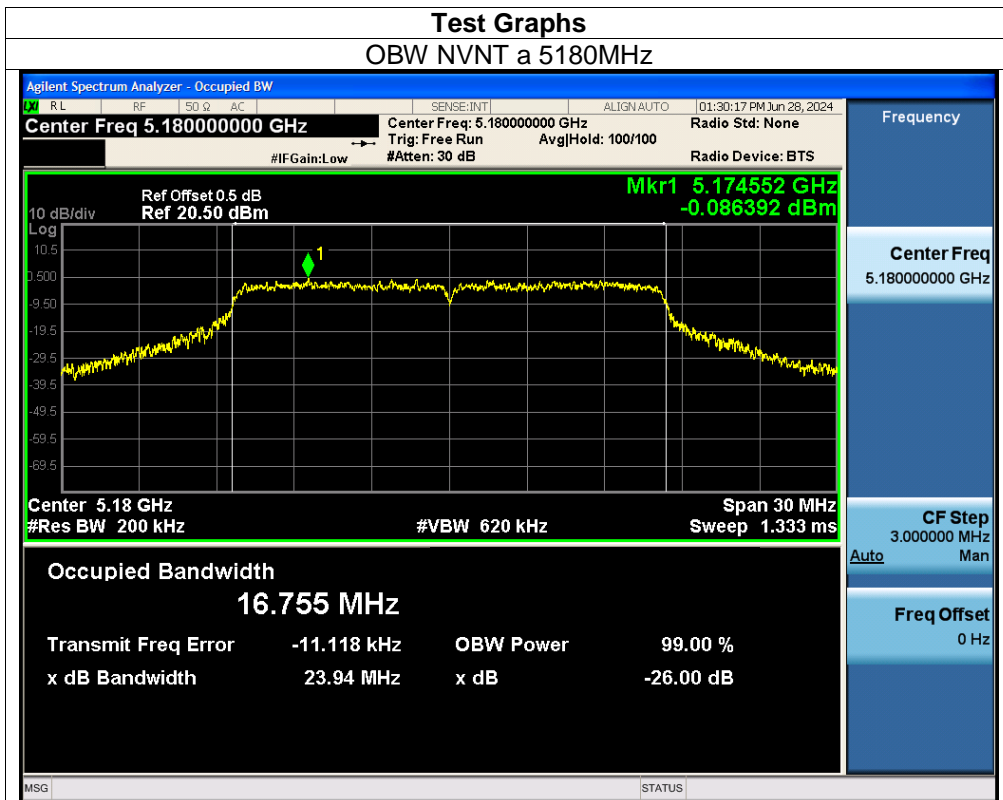 Test Graphs
OBW NVNT a 5180MHz
Agilent Spectrum Analyzer - Occupied BW
LXI RL RF 50 Ω AC SENSE:INT ALIGN AUTO 01:30:17 PM Jun 28, 2024
Center Freq 5.180000000 GHz
Center Freq: 5.180000000 GHz
Radio Std: None
Trig: Free Run Avg|Hold: 100/100
#IFGain:Low #Atten: 30 dB Radio Device: BTS
Frequency
Mkr1 5.174552 GHz
-0.086392 dBm
Ref Offset 0.5 dB
10 dB/div Ref 20.50 dBm
Log
10.5
0.500
-9.50
-19.5
-29.5
-39.5
-49.5
-59.5
-69.5
1
Center 5.18 GHz Span 30 MHz
#Res BW 200 kHz #VBW 620 kHz Sweep 1.333 ms
Occupied Bandwidth
16.755 MHz
Transmit Freq Error -11.118 kHz OBW Power 99.00 %
x dB Bandwidth 23.94 MHz x dB -26.00 dB
Center Freq
5.180000000 GHz
CF Step
3.000000 MHz
Auto Man
Freq Offset
0 Hz
MSG STATUS